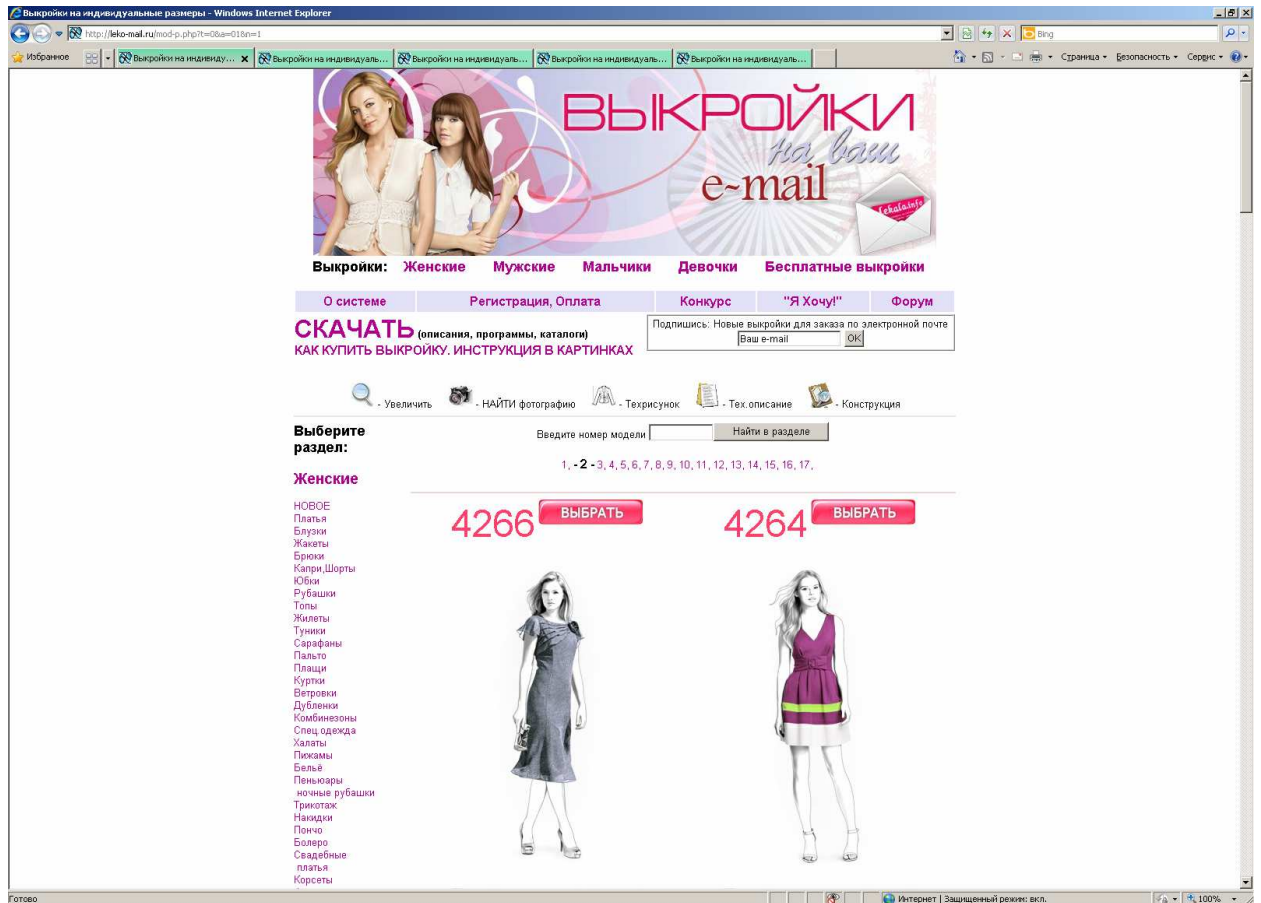 Выкройки на индивидуальные размеры - Windows Internet Explorer
http://leko-mail.ru/mod-p.php?t=0&a=01&n=1
Bing
Избранное
Выкройки на индивиду...
Выкройки на индивидуаль...
Выкройки на индивидуаль...
Выкройки на индивидуаль...
Выкройки на индивидуаль...
Страница
Безопасность
Сервис
ВЫКРОЙКИ
на ваш
e-mail
Lekala.info
Выкройки: Женские Мужские Мальчики Девочки Бесплатные выкройки
О системе Регистрация, Оплата Конкурс "Я Хочу!" Форум
СКАЧАТЬ (описания, программы, каталоги)
КАК КУПИТЬ ВЫКРОЙКУ. ИНСТРУКЦИЯ В КАРТИНКАХ
Подпишись: Новые выкройки для заказа по электронной почте
Ваш e-mail OK
- Увеличить - НАЙТИ фотографию - Техрисунок - Тех.описание - Конструкция
Выберите
раздел:
Введите номер модели Найти в разделе
1, - 2 - 3, 4, 5, 6, 7, 8, 9, 10, 11, 12, 13, 14, 15, 16, 17,
Женские
НОВОЕ
Платья
Блузки
Жакеты
Брюки
Капри,Шорты
Юбки
Рубашки
Топы
Жилеты
Туники
Сарафаны
Пальто
Плащи
Куртки
Ветровки
Дубленки
Комбинезоны
Спец.одежда
Халаты
Пижамы
Бельё
Пеньюары
ночные рубашки
Трикотаж
Накидки
Пончо
Болеро
Свадебные
платья
Корсеты
4266 ВЫБРАТЬ
4264 ВЫБРАТЬ
Готово
Интернет | Защищенный режим: вкл.
100%